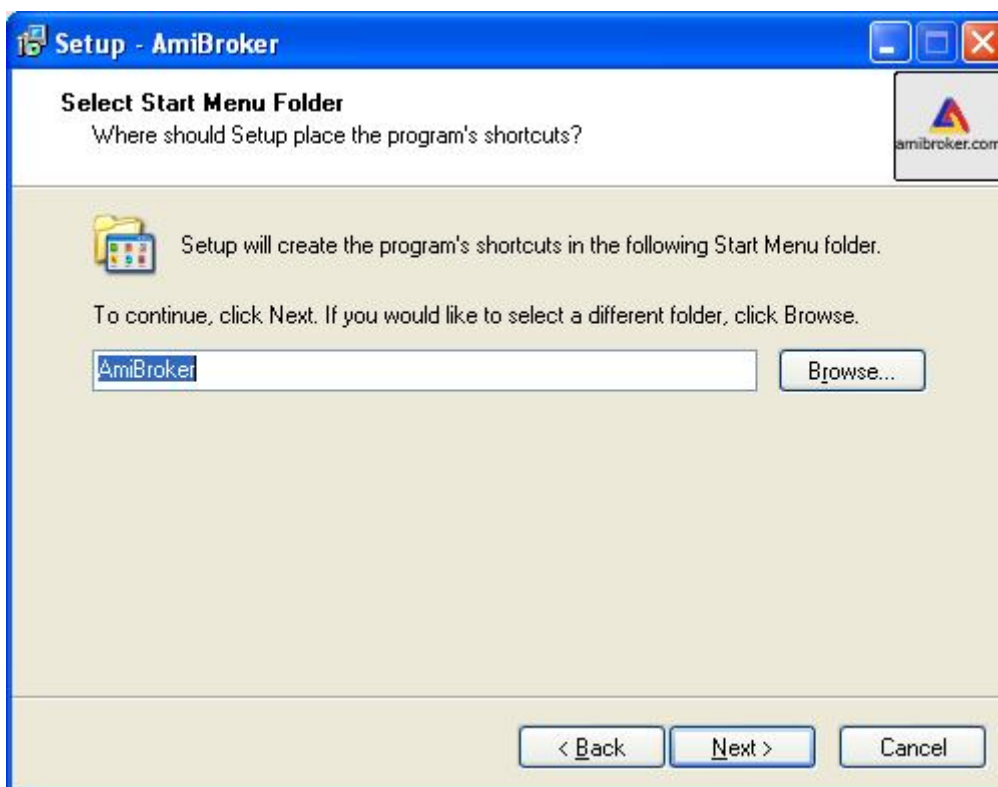 Setup - AmiBroker
Select Start Menu Folder
Where should Setup place the program's shortcuts?
amibroker.com
Setup will create the program's shortcuts in the following Start Menu folder.
To continue, click Next. If you would like to select a different folder, click Browse.
AmiBroker
Browse...
< Back
Next >
Cancel